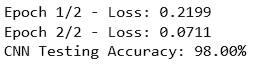 Epoch 1/2 - Loss: 0.2199
Epoch 2/2 - Loss: 0.0711
CNN Testing Accuracy: 98.00%